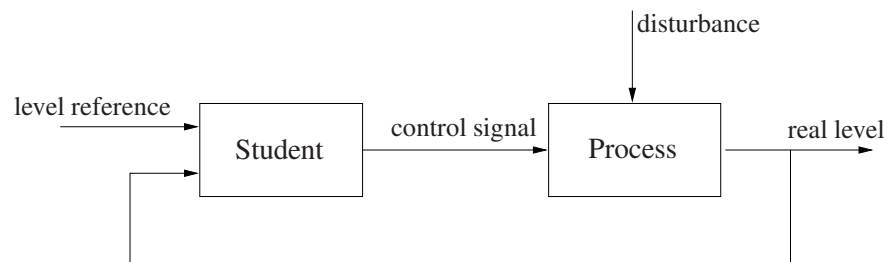 disturbance
level reference
Student
control signal
Process
real level